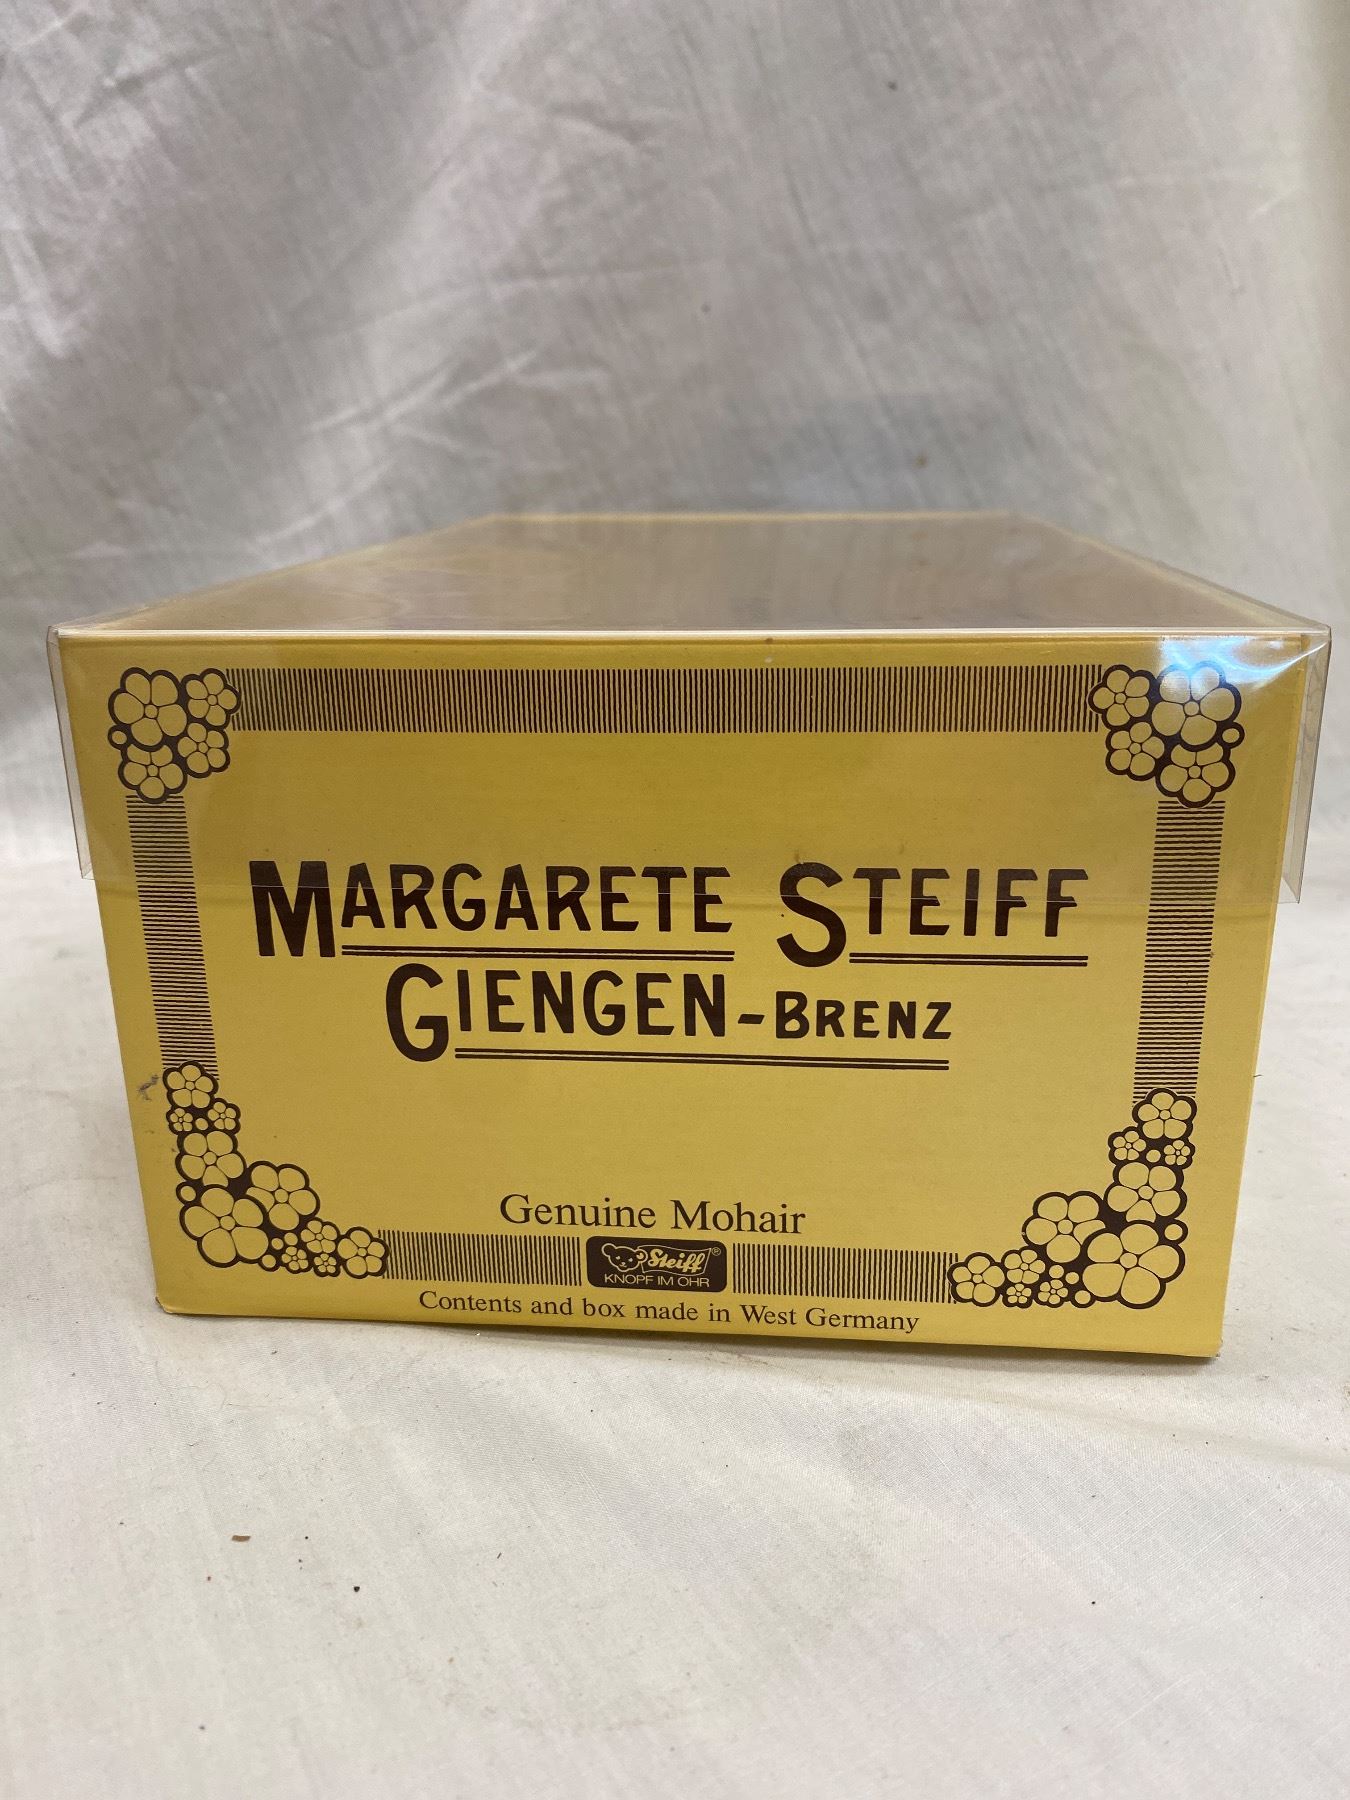 MARGARETE STEIFF
GIENGEN-BRENZ
Genuine Mohair
Steiff®
KNOPF IM OHR
Contents and box made in West Germany